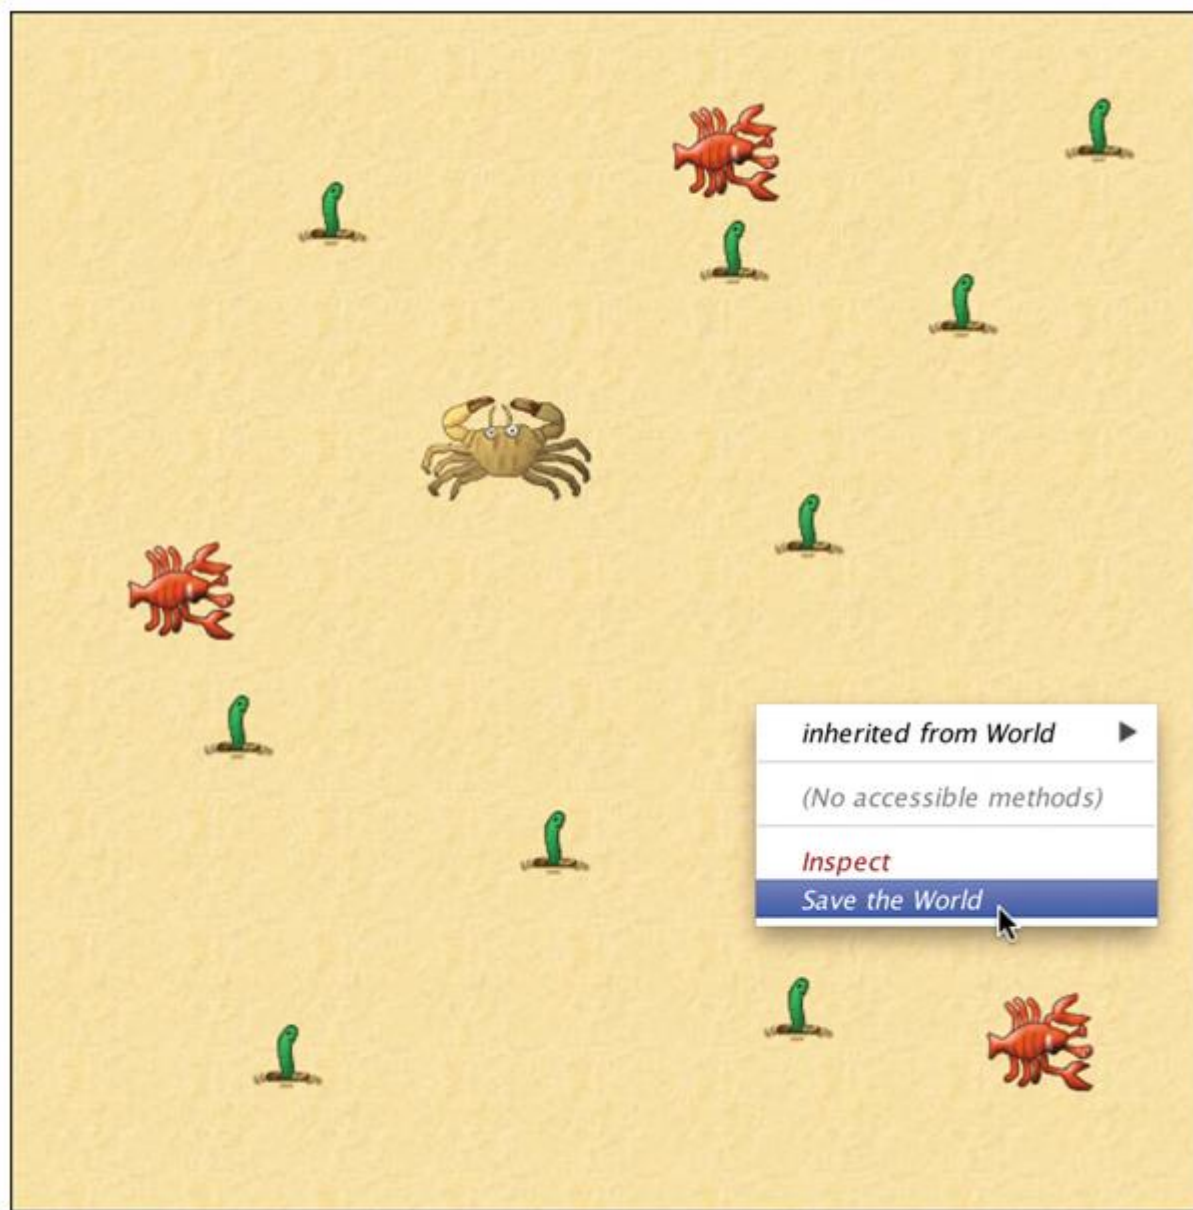 inherited from World
(No accessible methods)
Inspect
Save the World